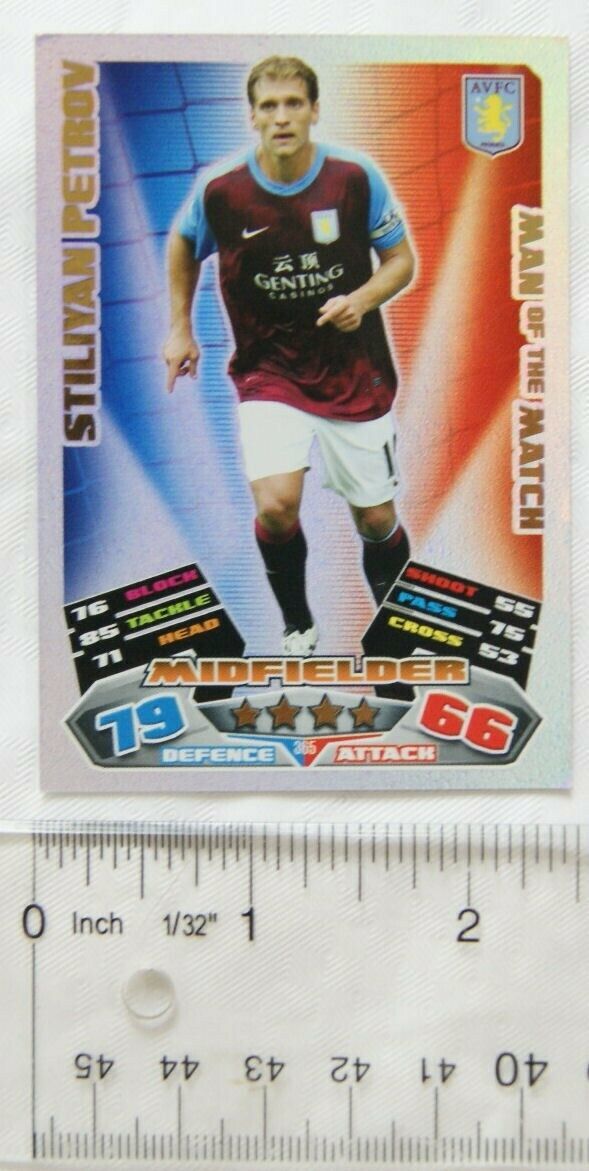 STILIYAN PETROV
AVFC
MAN OF THE MATCH
云顶
GENTING
CASINOS
76 BLOCK
85 TACKLE
71 HEAD
SHOOT 55
PASS 75
CROSS 53
MIDFIELDER
79
66
DEFENCE
365
ATTACK
0 Inch 1/32" 1 2
45 44 43 42 41 40